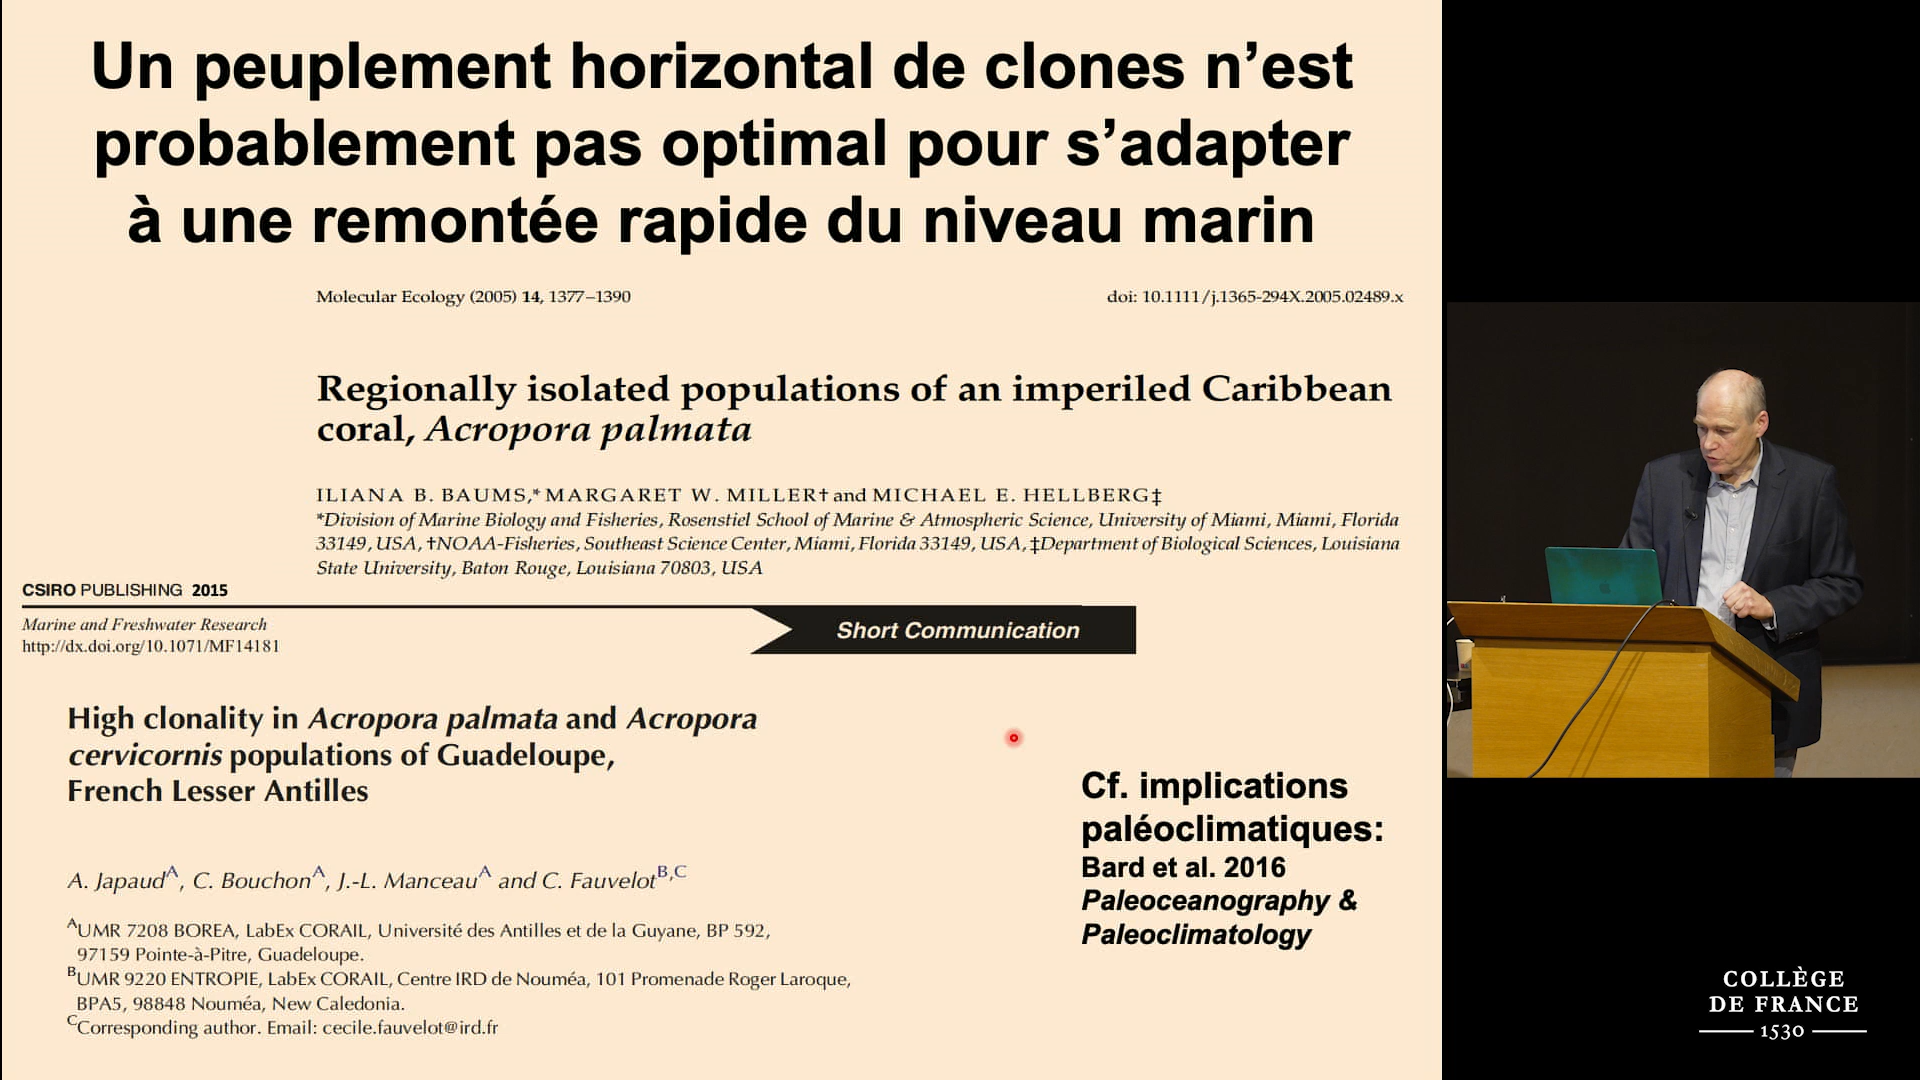 Un peuplement horizontal de clones n’est
probablement pas optimal pour s’adapter
à une remontée rapide du niveau marin
Molecular Ecology (2005) 14, 1377–1390
doi: 10.1111/j.1365-294X.2005.02489.x
Regionally isolated populations of an imperiled Caribbean
coral, Acropora palmata
ILIANA B. BAUMS,* MARGARET W. MILLER† and MICHAEL E. HELLBERG‡
*Division of Marine Biology and Fisheries, Rosenstiel School of Marine & Atmospheric Science, University of Miami, Miami, Florida
33149, USA, †NOAA-Fisheries, Southeast Science Center, Miami, Florida 33149, USA, ‡Department of Biological Sciences, Louisiana
State University, Baton Rouge, Louisiana 70803, USA
CSIRO PUBLISHING 2015
Marine and Freshwater Research
http://dx.doi.org/10.1071/MF14181
Short Communication
High clonality in Acropora palmata and Acropora
cervicornis populations of Guadeloupe,
French Lesser Antilles
A. Japaud^A, C. Bouchon^A, J.-L. Manceau^A and C. Fauvelot^B,C
^AUMR 7208 BOREA, LabEx CORAIL, Université des Antilles et de la Guyane, BP 592,
97159 Pointe-à-Pitre, Guadeloupe.
^BUMR 9220 ENTROPIE, LabEx CORAIL, Centre IRD de Nouméa, 101 Promenade Roger Laroque,
BPA5, 98848 Nouméa, New Caledonia.
^CCorresponding author. Email: cecile.fauvelot@ird.fr
Cf. implications
paléoclimatiques:
Bard et al. 2016
Paleoceanography &
Paleoclimatology
COLLÈGE
DE FRANCE
1530